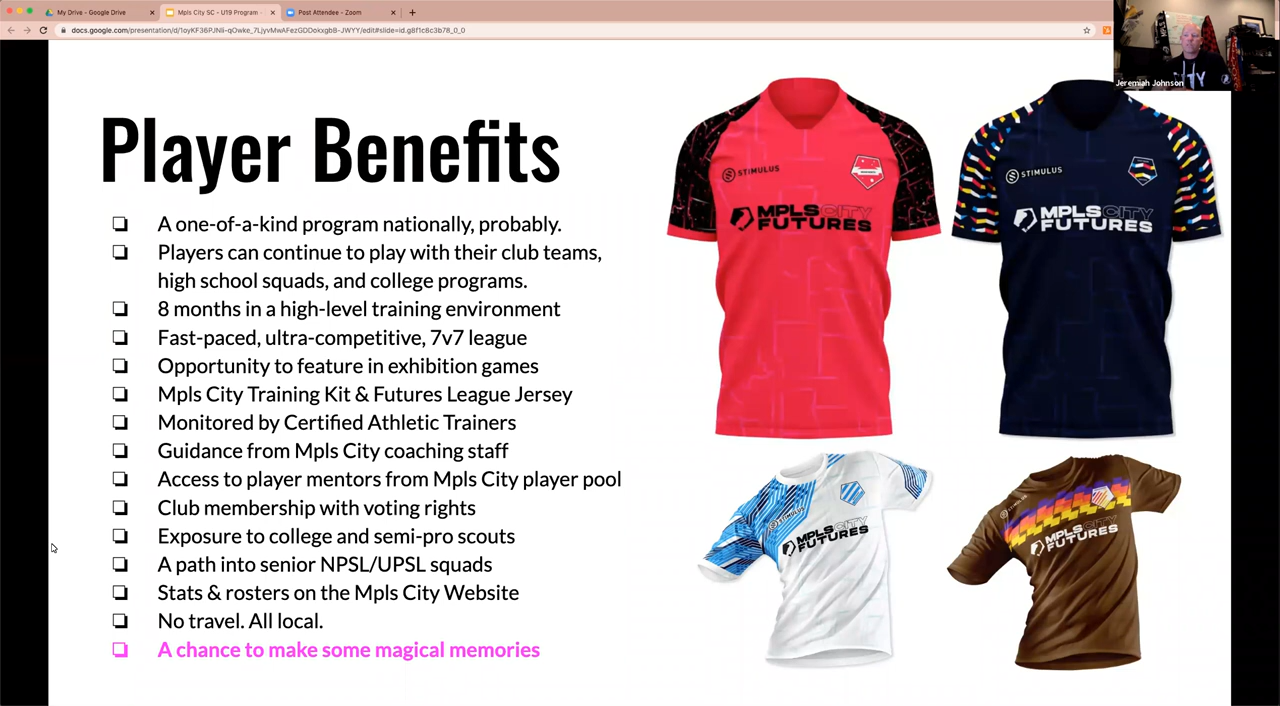 My Drive - Google Drive
Mpls City SC - U19 Program -
Post Attendee - Zoom
Jeremiah Johnson
Player Benefits
A one-of-a-kind program nationally, probably.
Players can continue to play with their club teams,
high school squads, and college programs.
8 months in a high-level training environment
Fast-paced, ultra-competitive, 7v7 league
Opportunity to feature in exhibition games
Mpls City Training Kit & Futures League Jersey
Monitored by Certified Athletic Trainers
Guidance from Mpls City coaching staff
Access to player mentors from Mpls City player pool
Club membership with voting rights
Exposure to college and semi-pro scouts
A path into senior NPSL/UPSL squads
Stats & rosters on the Mpls City Website
No travel. All local.
A chance to make some magical memories
STIMULUS
MPLS CITY
FUTURES
STIMULUS
MPLS CITY
FUTURES
STIMULUS
MPLS CITY
FUTURES
STIMULUS
MPLS CITY
FUTURES